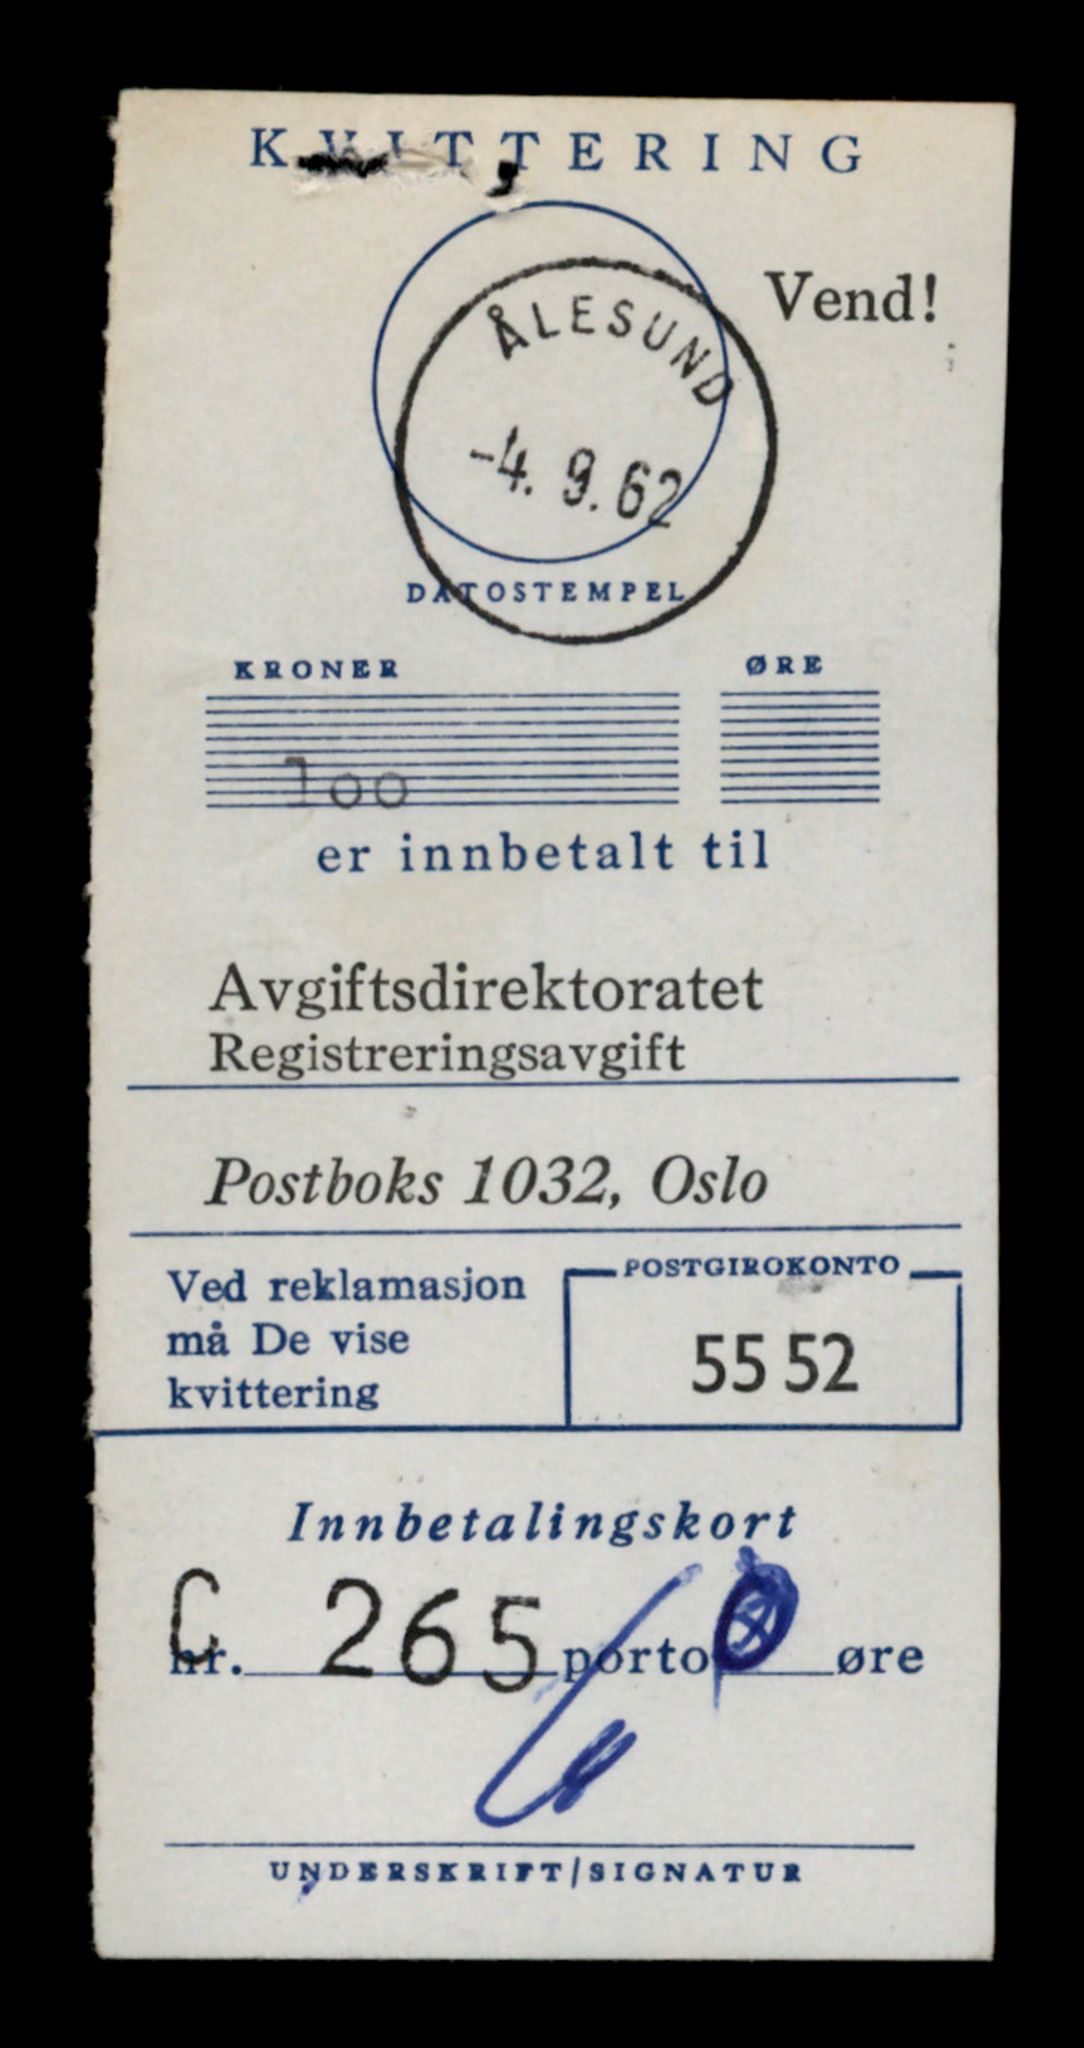 KVITTERING
Vend!
ÅLESUND
-4. 9. 62
DATOSTEMPEL
KRONER ØRE
loo
er innbetalt til
Avgiftsdirektoratet
Registreringsavgift
Postboks 1032, Oslo
Ved reklamasjon
må De vise
kvittering
POSTGIROKONTO
55 52
Innbetalingskort
C
nr. 265 porto øre
UNDERSKRIFT/SIGNATUR